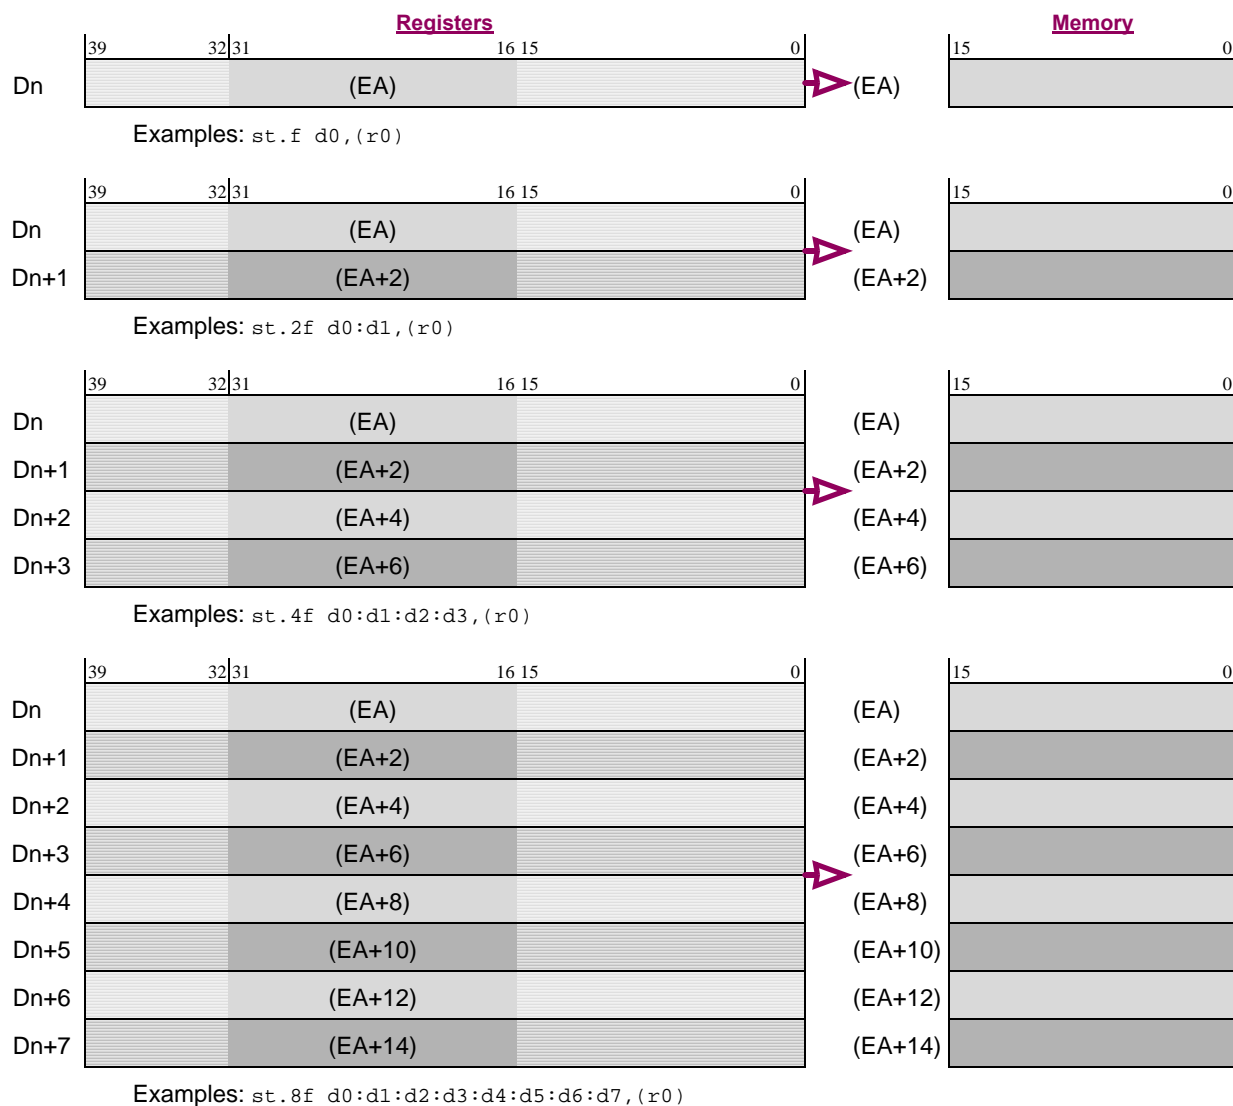 Registers Memory
39 32 31 16 15 0 15 0
Dn (EA) (EA)
Examples: st.f d0,(r0)
39 32 31 16 15 0 15 0
Dn (EA) (EA)
Dn+1 (EA+2) (EA+2)
Examples: st.2f d0:d1,(r0)
39 32 31 16 15 0 15 0
Dn (EA) (EA)
Dn+1 (EA+2) (EA+2)
Dn+2 (EA+4) (EA+4)
Dn+3 (EA+6) (EA+6)
Examples: st.4f d0:d1:d2:d3,(r0)
39 32 31 16 15 0 15 0
Dn (EA) (EA)
Dn+1 (EA+2) (EA+2)
Dn+2 (EA+4) (EA+4)
Dn+3 (EA+6) (EA+6)
Dn+4 (EA+8) (EA+8)
Dn+5 (EA+10) (EA+10)
Dn+6 (EA+12) (EA+12)
Dn+7 (EA+14) (EA+14)
Examples: st.8f d0:d1:d2:d3:d4:d5:d6:d7,(r0)